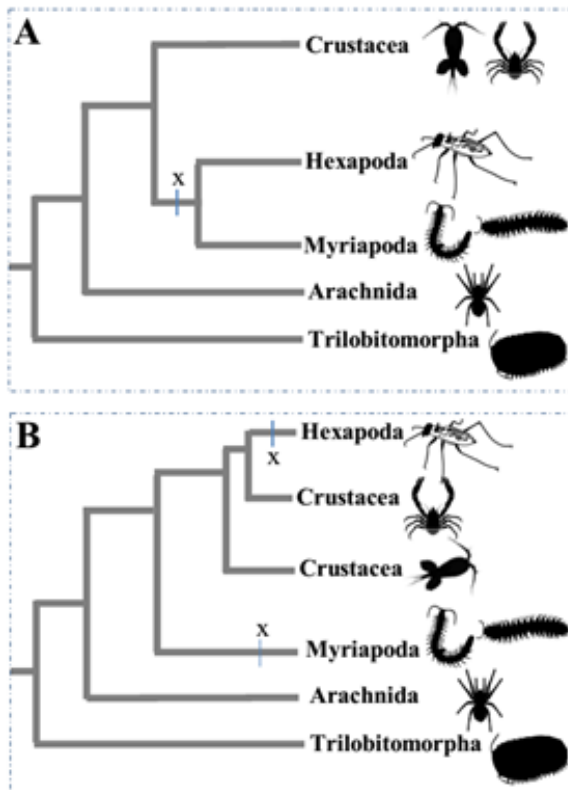 A
Crustacea
Hexapoda
x
Myriapoda
Arachnida
Trilobitomorpha
B
Hexapoda
x
Crustacea
Crustacea
x
Myriapoda
Arachnida
Trilobitomorpha